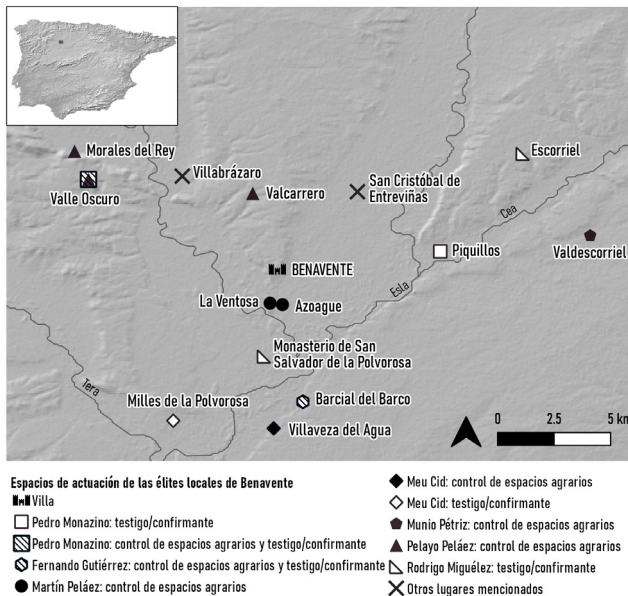 Morales del Rey
Villabrázaro
Valle Oscuro
Valcarrero
San Cristóbal de
Entreviñas
Escorriel
Cea
Piquillos
Valdescorriel
BENAVENTE
La Ventosa
Azoague
Esla
Monasterio de San
Salvador de la Polvorosa
Tera
Milles de la Polvorosa
Barcial del Barco
Villaveza del Agua
0 2.5 5 km
Espacios de actuación de las élites locales de Benavente
Villa
Pedro Monazino: testigo/confirmante
Pedro Monazino: control de espacios agrarios y testigo/confirmante
Fernando Gutiérrez: control de espacios agrarios y testigo/confirmante
Martín Peláez: control de espacios agrarios
Meu Cid: control de espacios agrarios
Meu Cid: testigo/confirmante
Munio Pétriz: control de espacios agrarios
Pelayo Peláez: control de espacios agrarios
Rodrigo Miguélez: testigo/confirmante
Otros lugares mencionados